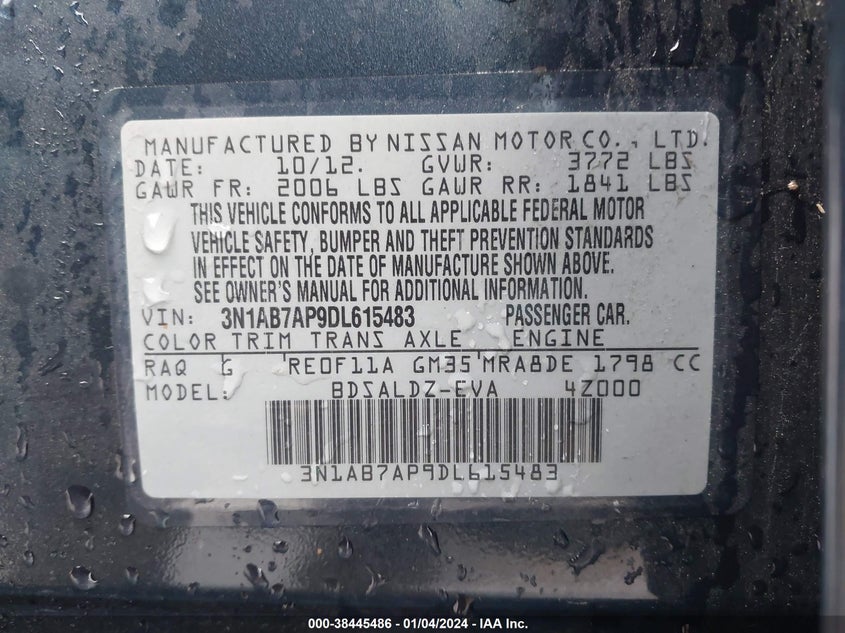 MANUFACTURED BY NISSAN MOTOR CO., LTD.
DATE: 10/12. GVWR: 3772 LBS
GAWR FR: 2006 LBS GAWR RR: 1841 LBS
THIS VEHICLE CONFORMS TO ALL APPLICABLE FEDERAL MOTOR
VEHICLE SAFETY, BUMPER AND THEFT PREVENTION STANDARDS
IN EFFECT ON THE DATE OF MANUFACTURE SHOWN ABOVE.
SEE OWNER'S MANUAL FOR ADDITIONAL INFORMATION.
VIN: 3N1AB7AP9DL615483 PASSENGER CAR.
COLOR TRIM TRANS AXLE ENGINE
RAQ G RE0F11A GM35 MRA8DE 1798 CC
MODEL: BDSALDZ-EVA 4Z000
3N1AB7AP9DL615483
000-38445486 - 01/04/2024 - IAA Inc.